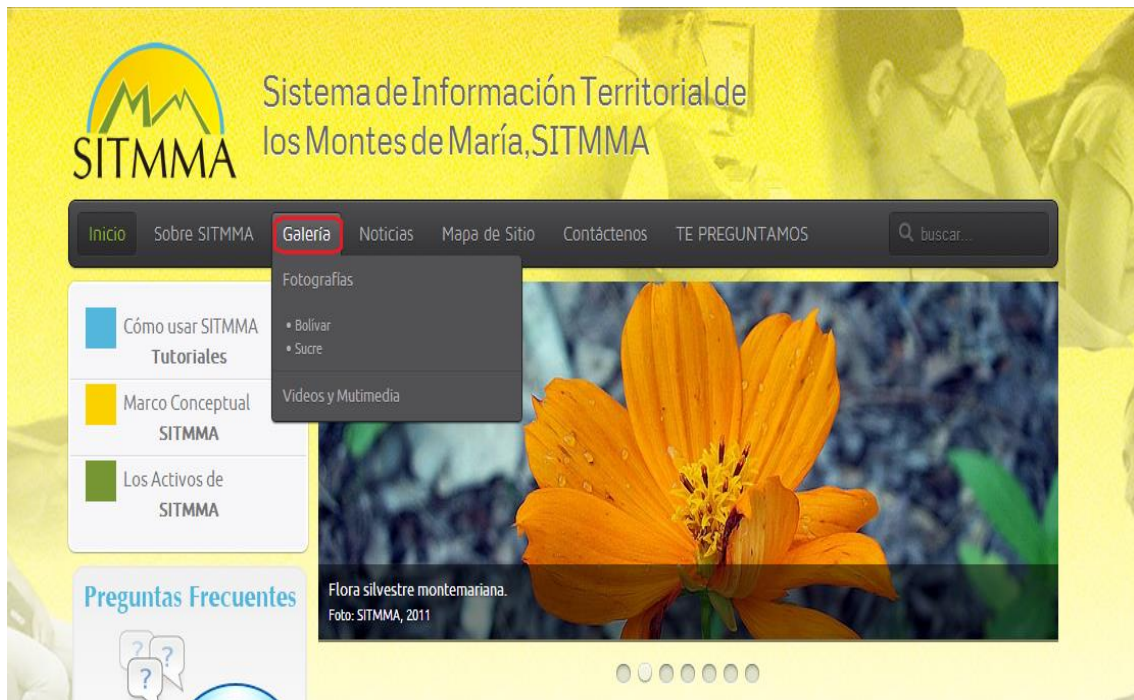 SITMMA
Sistema de Información Territorial de
los Montes de María, SITMMA
Inicio
Sobre SITMMA
Galería
Noticias
Mapa de Sitio
Contáctenos
TE PREGUNTAMOS
buscar...
Fotografías
• Bolívar
• Sucre
Videos y Mutimedia
Cómo usar SITMMA
Tutoriales
Marco Conceptual
SITMMA
Los Activos de
SITMMA
Preguntas Frecuentes
? ?
?
Flora silvestre montemariana.
Foto: SITMMA, 2011